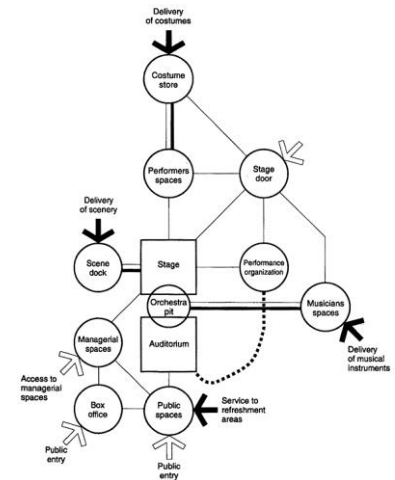 Delivery
of costumes
Costume
store
Performers
spaces
Stage
door
Delivery
of scenery
Scene
dock
Stage
Performance
organization
Orchestra
pit
Musicians
spaces
Managerial
spaces
Auditorium
Delivery
of musical
instruments
Access to
managerial
spaces
Box
office
Public
spaces
Service to
refreshment
areas
Public
entry
Public
entry